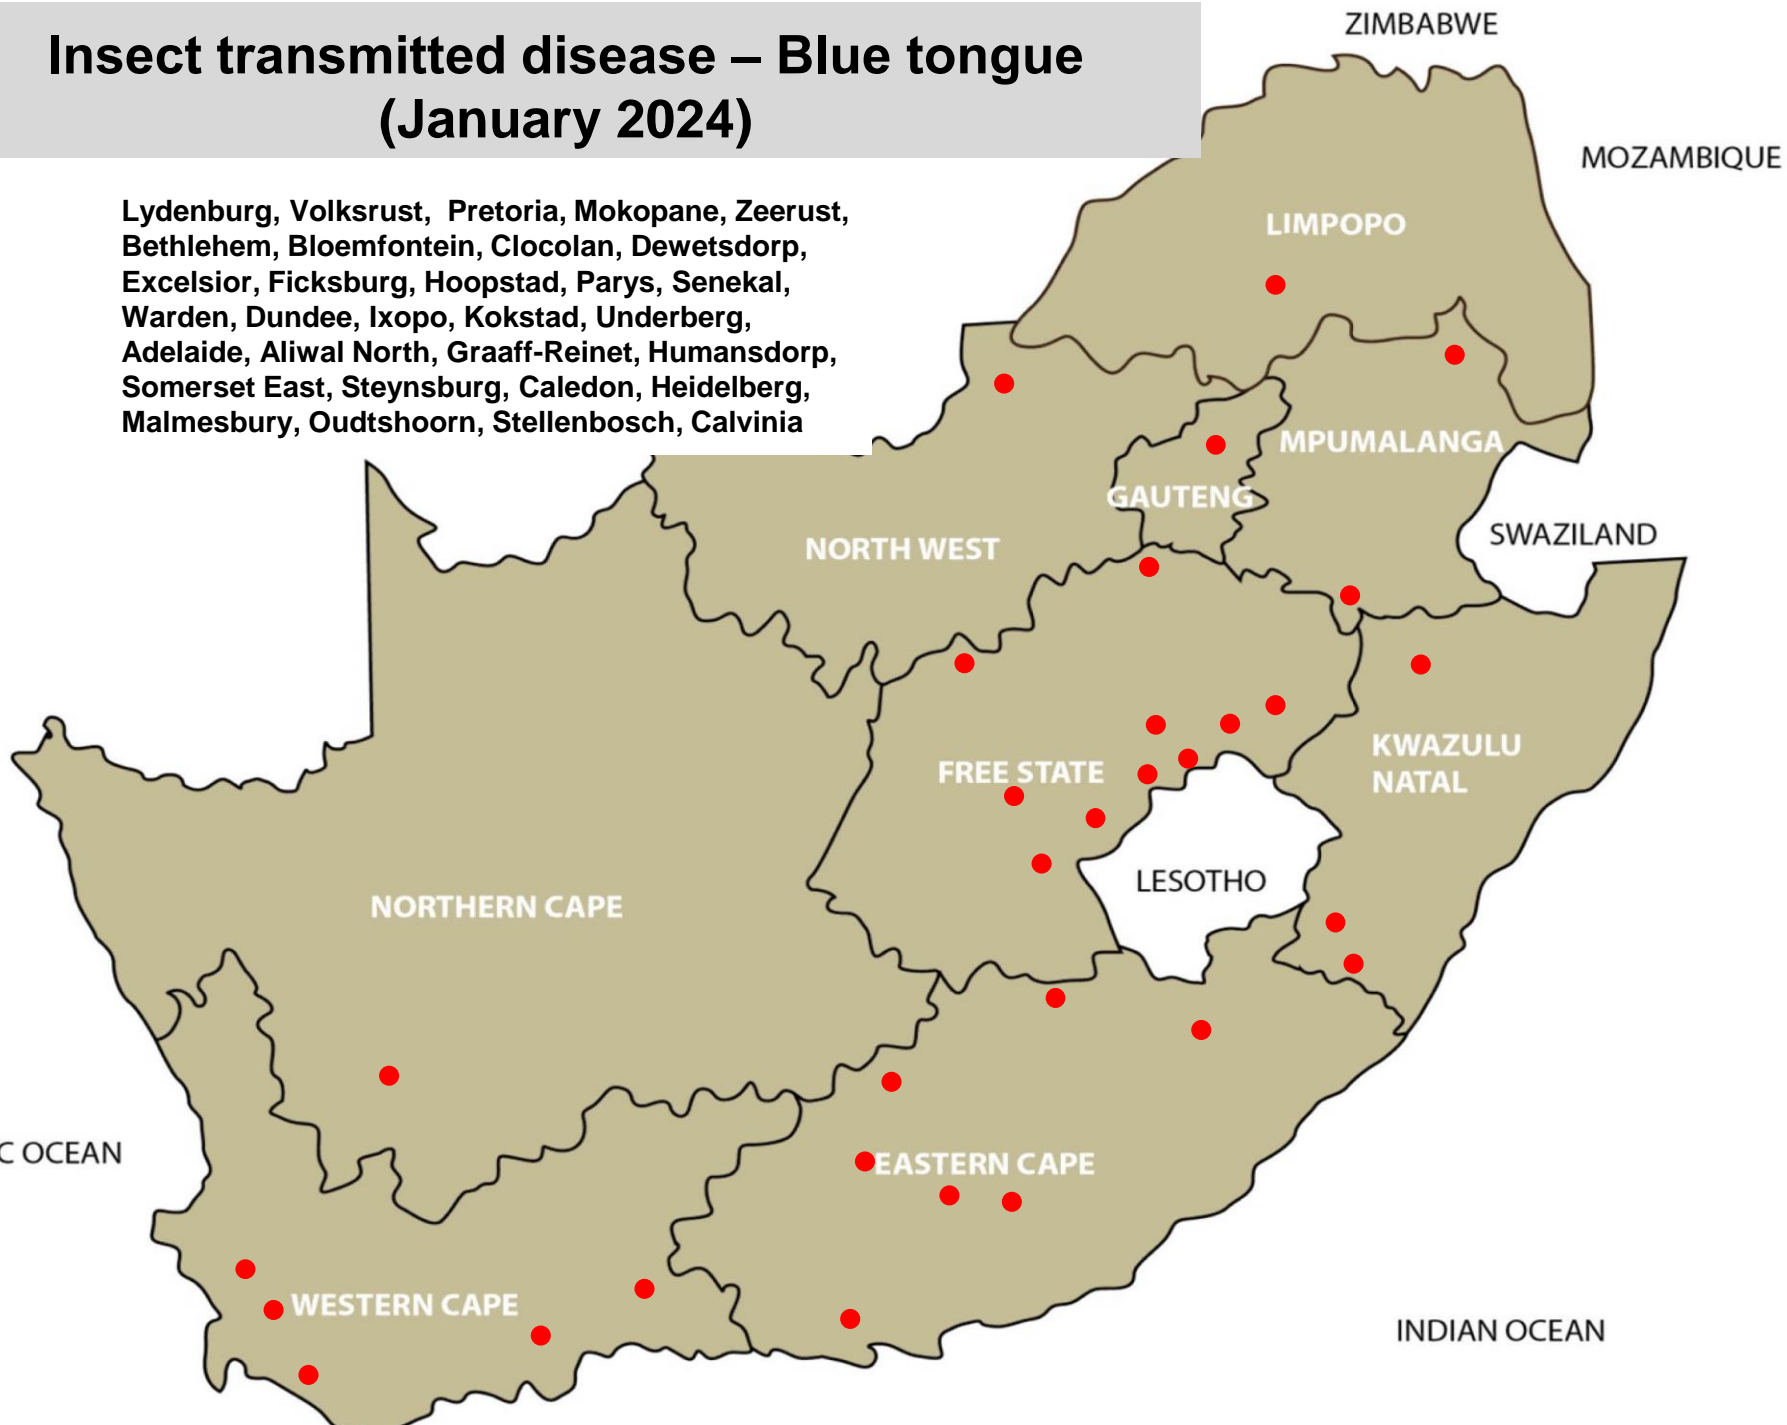 Insect transmitted disease – Blue tongue
(January 2024)
ZIMBABWE
MOZAMBIQUE
Lydenburg, Volksrust, Pretoria, Mokopane, Zeerust,
Bethlehem, Bloemfontein, Clocolan, Dewetsdorp,
Excelsior, Ficksburg, Hoopstad, Parys, Senekal,
Warden, Dundee, Ixopo, Kokstad, Underberg,
Adelaide, Aliwal North, Graaff-Reinet, Humansdorp,
Somerset East, Steynsburg, Caledon, Heidelberg,
Malmesbury, Oudtshoorn, Stellenbosch, Calvinia
LIMPOPO
MPUMALANGA
GAUTENG
SWAZILAND
NORTH WEST
KWAZULU
NATAL
FREE STATE
LESOTHO
NORTHERN CAPE
C OCEAN
EASTERN CAPE
WESTERN CAPE
INDIAN OCEAN